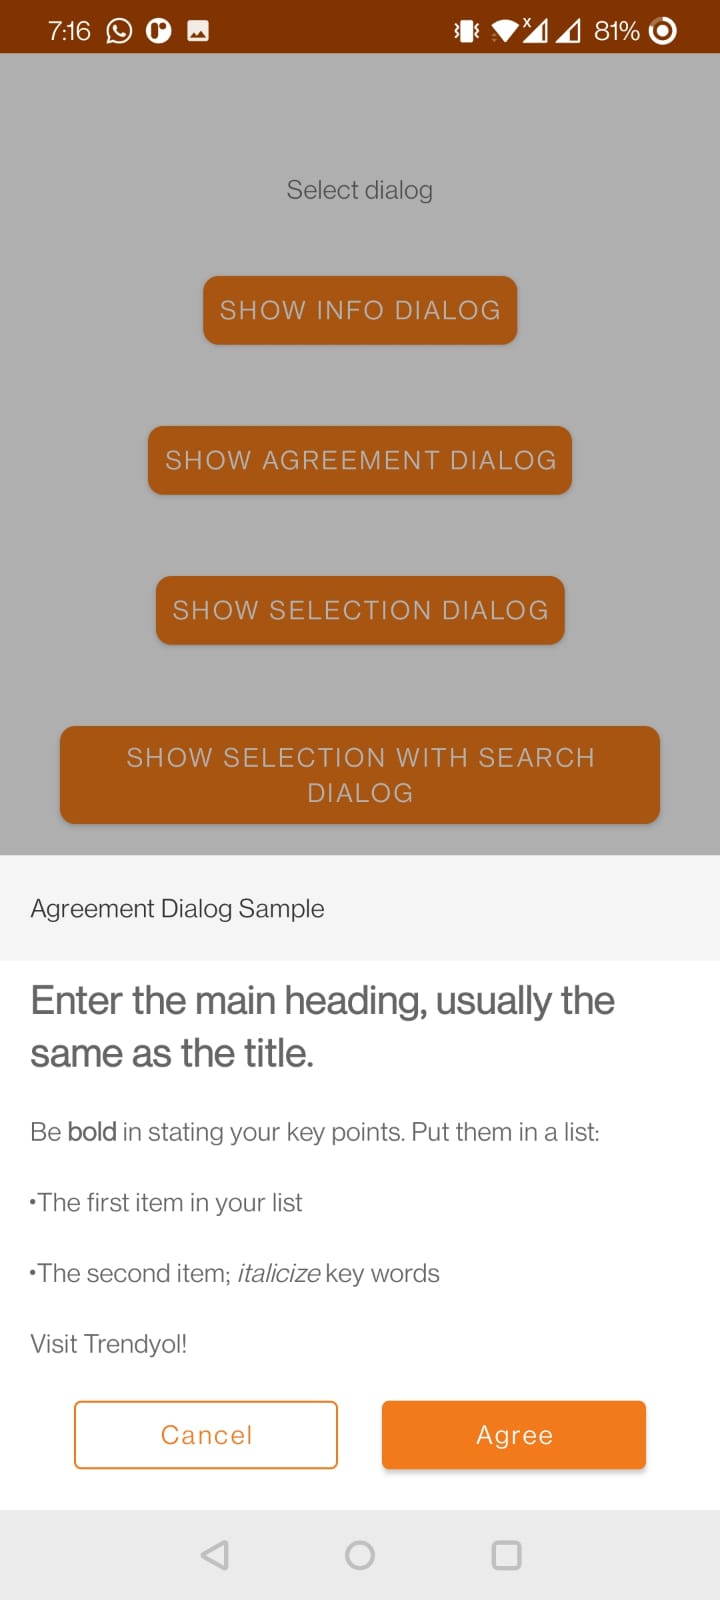 7:16
81%
Select dialog
SHOW INFO DIALOG
SHOW AGREEMENT DIALOG
SHOW SELECTION DIALOG
SHOW SELECTION WITH SEARCH
DIALOG
Agreement Dialog Sample
Enter the main heading, usually the
same as the title.
Be bold in stating your key points. Put them in a list:
•The first item in your list
•The second item; italicize key words
Visit Trendyol!
Cancel
Agree